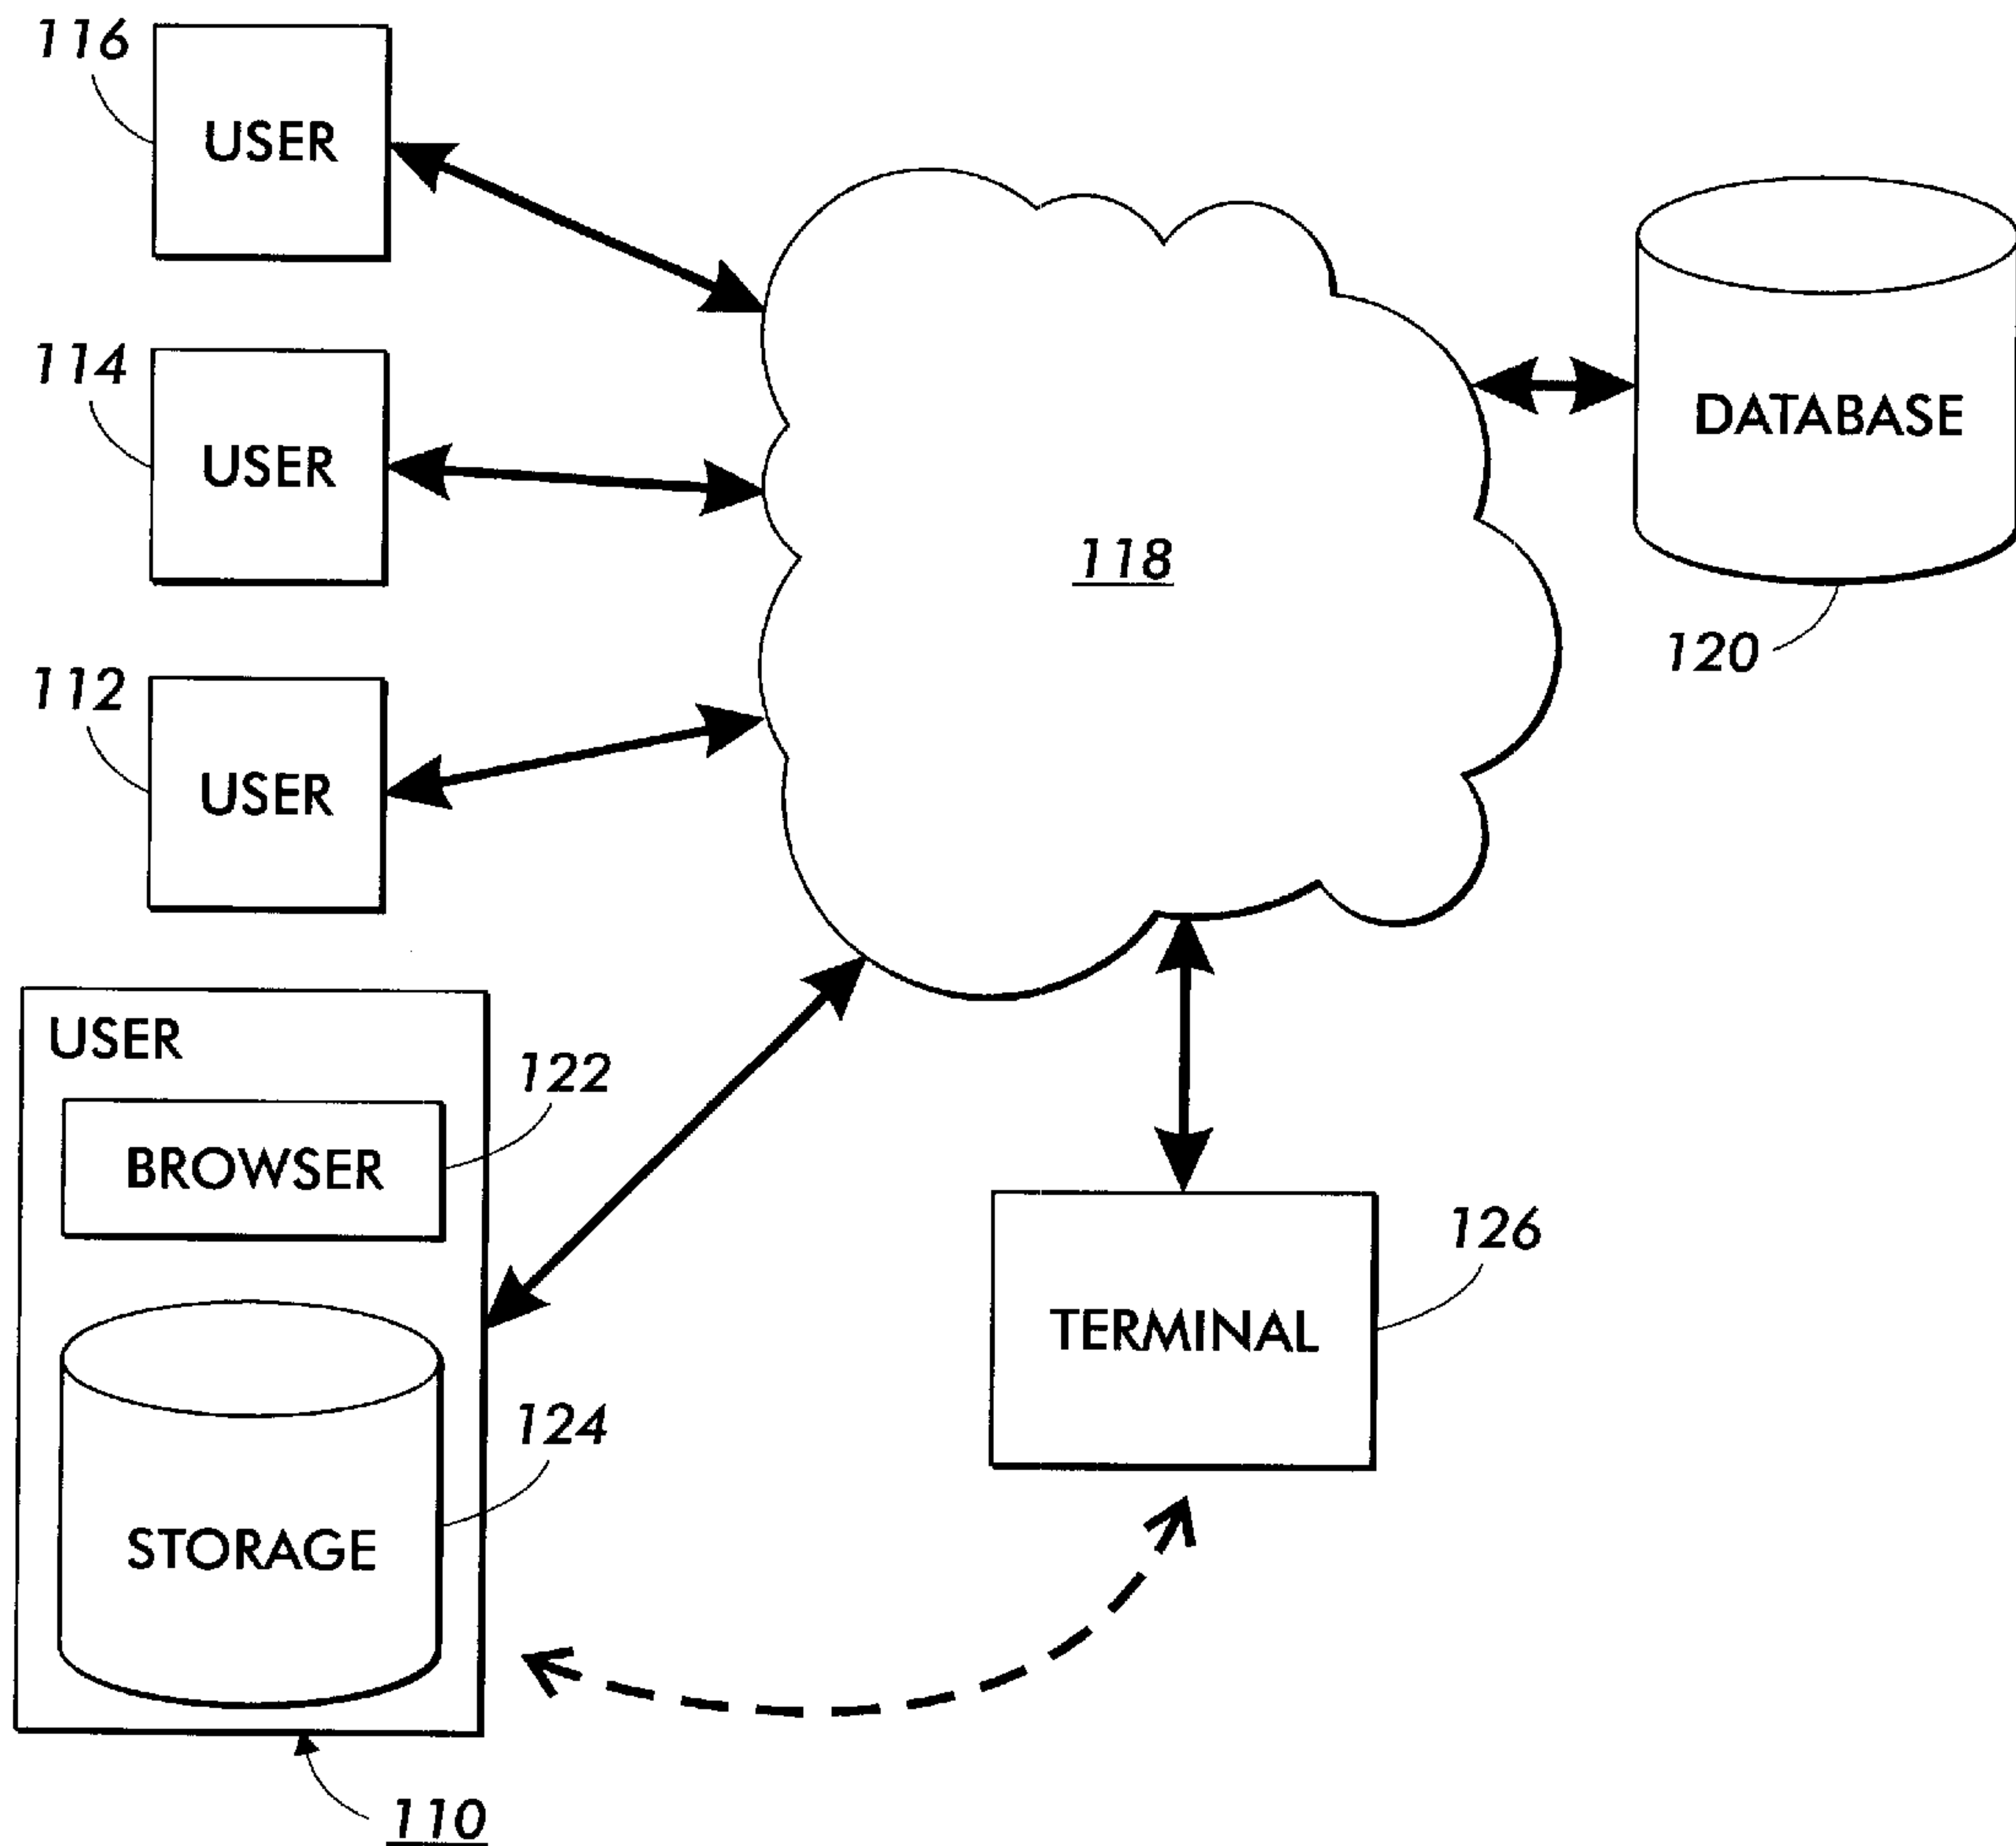 116
USER
114
USER
118
DATABASE
120
112
USER
USER
122
BROWSER
126
TERMINAL
124
STORAGE
110